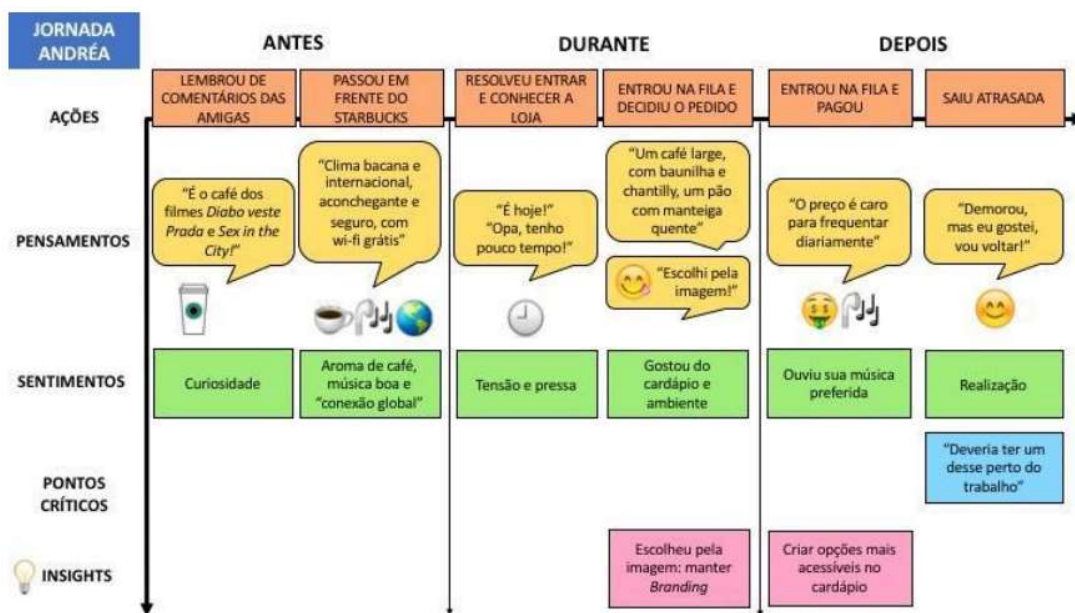 JORNADA
ANDRÉA
ANTES
DURANTE
DEPOIS
AÇÕES
LEMBROU DE
COMENTÁRIOS DAS
AMIGAS
PASSOU EM
FRENTE DO
STARBUCKS
RESOLVEU ENTRAR
E CONHECER A
LOJA
ENTROU NA FILA E
DECIDIU O PEDIDO
ENTROU NA FILA E
PAGOU
SAIU ATRASADA
PENSAMENTOS
“É o café dos
filmes Diabo veste
Prada e Sex in the
City!”
“Clima bacana e
internacional,
aconchegante e
seguro, com
wi-fi grátis”
“É hoje!”
“Opa, tenho
pouco tempo!”
“Um café large,
com baunilha e
chantilly, um pão
com manteiga
quente”
“Escolhi pela
imagem!”
“O preço é caro
para frequentar
diariamente”
“Demorou,
mas eu gostei,
vou voltar!”
SENTIMENTOS
Curiosidade
Aroma de café,
música boa e
“conexão global”
Tensão e pressa
Gostou do
cardápio e
ambiente
Ouviu sua música
preferida
Realização
PONTOS
CRÍTICOS
“Deveria ter um
desse perto do
trabalho”
INSIGHTS
Escolheu pela
imagem: manter
Branding
Criar opções mais
acessíveis no
cardápio